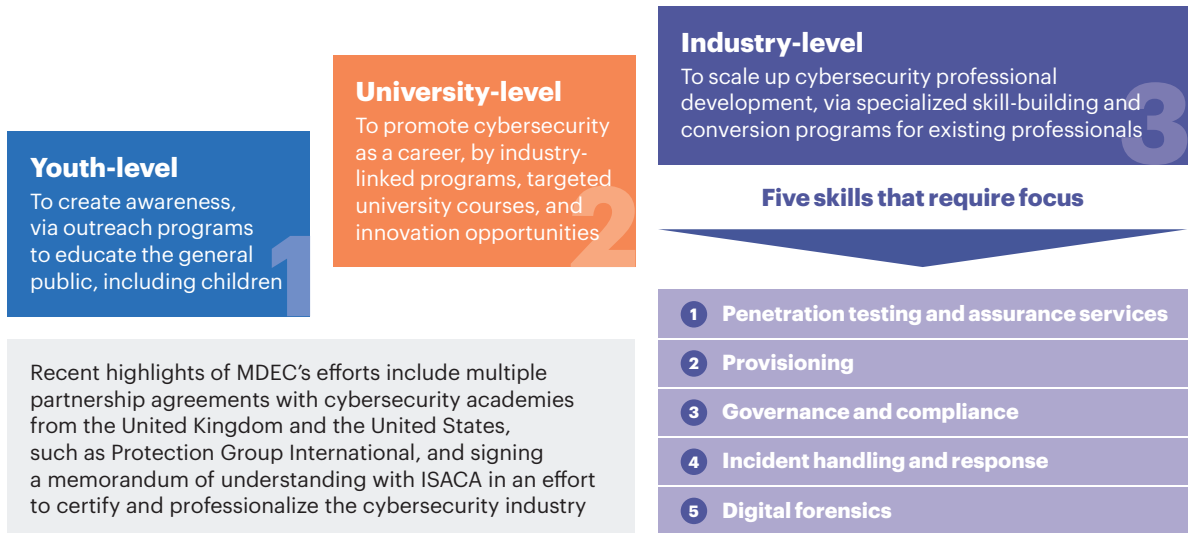 Youth-level
To create awareness,
via outreach programs
to educate the general
public, including children
1
University-level
To promote cybersecurity
as a career, by industry-
linked programs, targeted
university courses, and
innovation opportunities
2
Industry-level
To scale up cybersecurity professional
development, via specialized skill-building and
conversion programs for existing professionals
3
Five skills that require focus
1 Penetration testing and assurance services
2 Provisioning
3 Governance and compliance
4 Incident handling and response
5 Digital forensics
Recent highlights of MDEC’s efforts include multiple
partnership agreements with cybersecurity academies
from the United Kingdom and the United States,
such as Protection Group International, and signing
a memorandum of understanding with ISACA in an effort
to certify and professionalize the cybersecurity industry